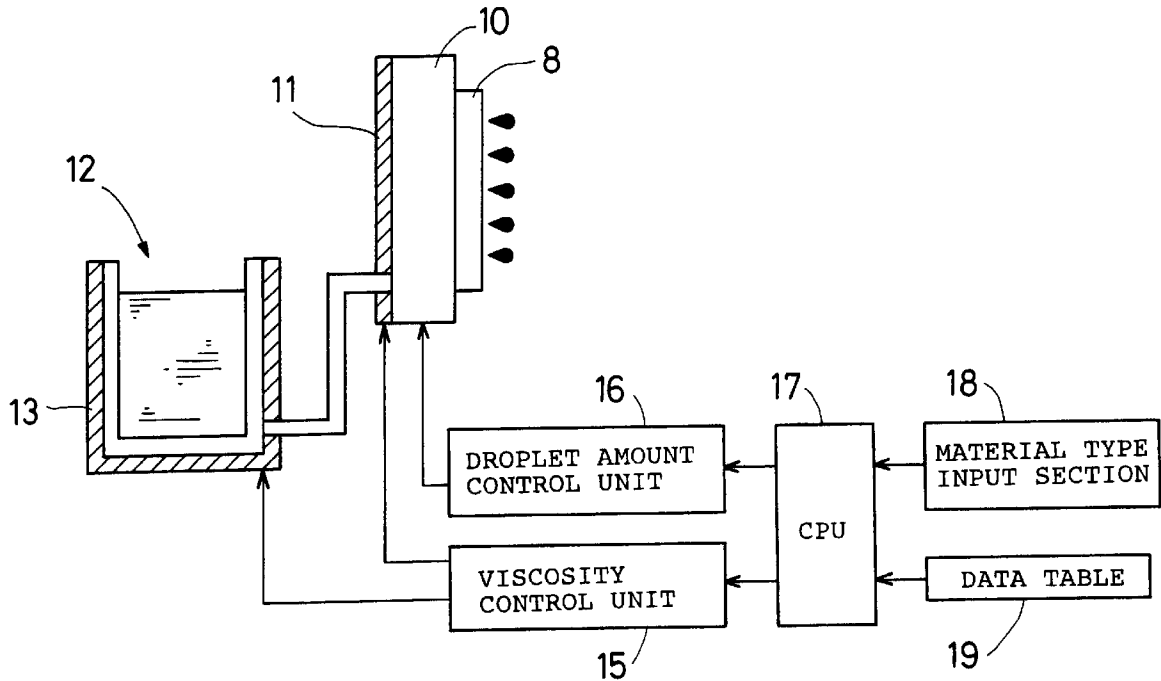 10
8
11
12
13
16
17
18
DROPLET AMOUNT
CONTROL UNIT
MATERIAL TYPE
INPUT SECTION
CPU
VISCOSITY
CONTROL UNIT
DATA TABLE
15
19